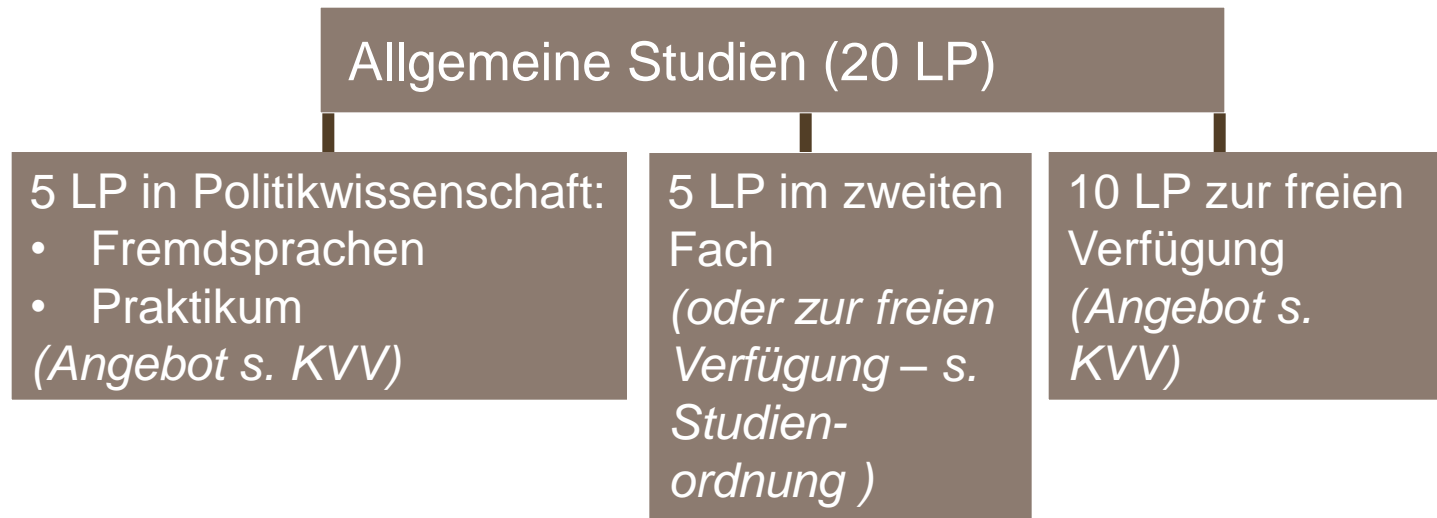 Allgemeine Studien (20 LP)
5 LP in Politikwissenschaft:
• Fremdsprachen
• Praktikum
(Angebot s. KVV)
5 LP im zweiten
Fach
(oder zur freien
Verfügung – s.
Studien-
ordnung )
10 LP zur freien
Verfügung
(Angebot s.
KVV)